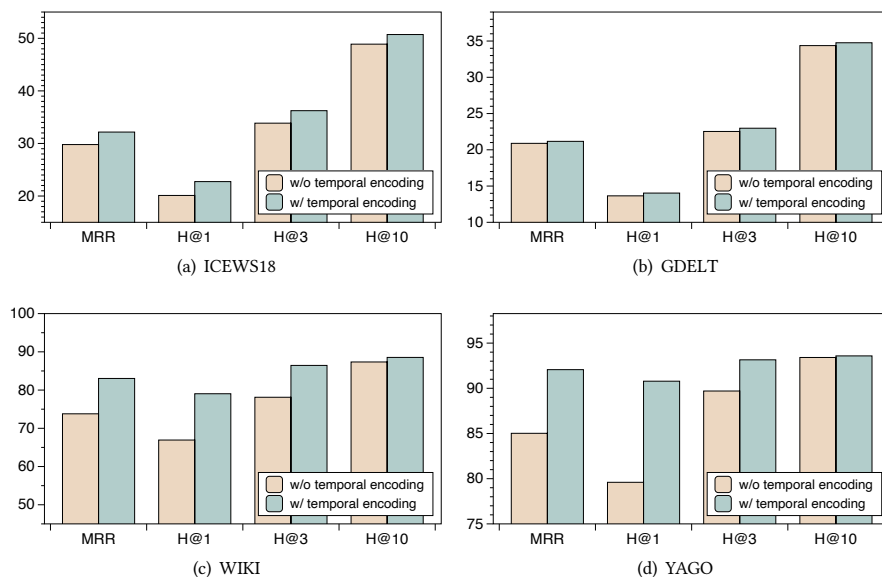 50
40
30
20
MRR H@1 H@3 H@10
w/o temporal encoding
w/ temporal encoding
(a) ICEWS18
35
30
25
20
15
10
MRR H@1 H@3 H@10
w/o temporal encoding
w/ temporal encoding
(b) GDELT
100
90
80
70
60
50
MRR H@1 H@3 H@10
w/o temporal encoding
w/ temporal encoding
(c) WIKI
95
90
85
80
75
MRR H@1 H@3 H@10
w/o temporal encoding
w/ temporal encoding
(d) YAGO